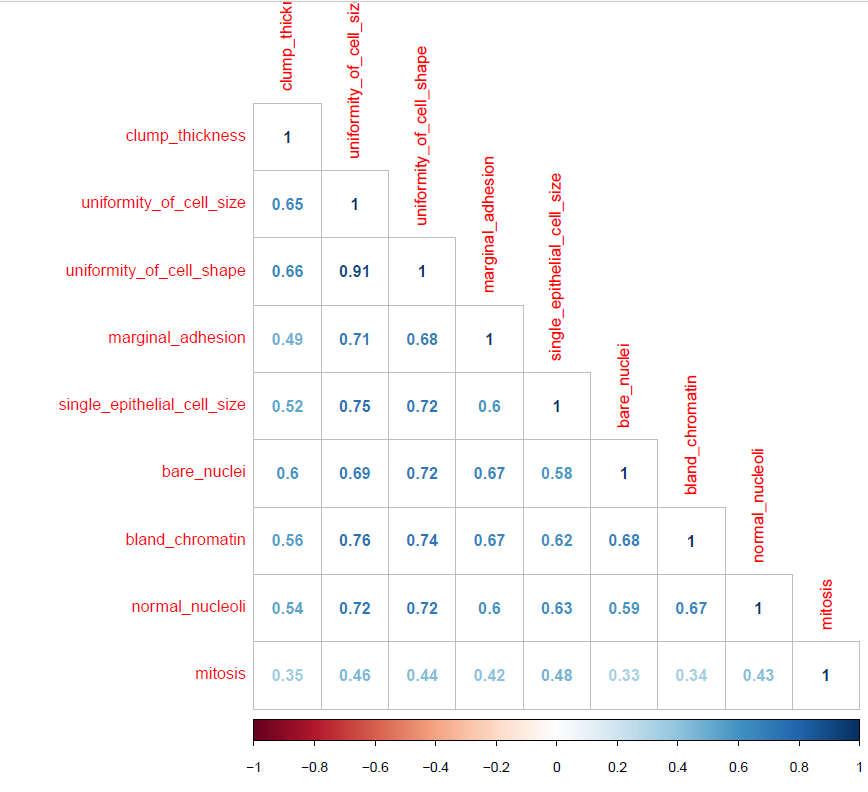 clump_thickn
uniformity_of_cell_siz
uniformity_of_cell_shape
marginal_adhesion
single_epithelial_cell_size
bare_nuclei
bland_chromatin
normal_nucleoli
mitosis
clump_thickness 1
uniformity_of_cell_size 0.65 1
uniformity_of_cell_shape 0.66 0.91 1
marginal_adhesion 0.49 0.71 0.68 1
single_epithelial_cell_size 0.52 0.75 0.72 0.6 1
bare_nuclei 0.6 0.69 0.72 0.67 0.58 1
bland_chromatin 0.56 0.76 0.74 0.67 0.62 0.68 1
normal_nucleoli 0.54 0.72 0.72 0.6 0.63 0.59 0.67 1
mitosis 0.35 0.46 0.44 0.42 0.48 0.33 0.34 0.43 1
−1 −0.8 −0.6 −0.4 −0.2 0 0.2 0.4 0.6 0.8 1